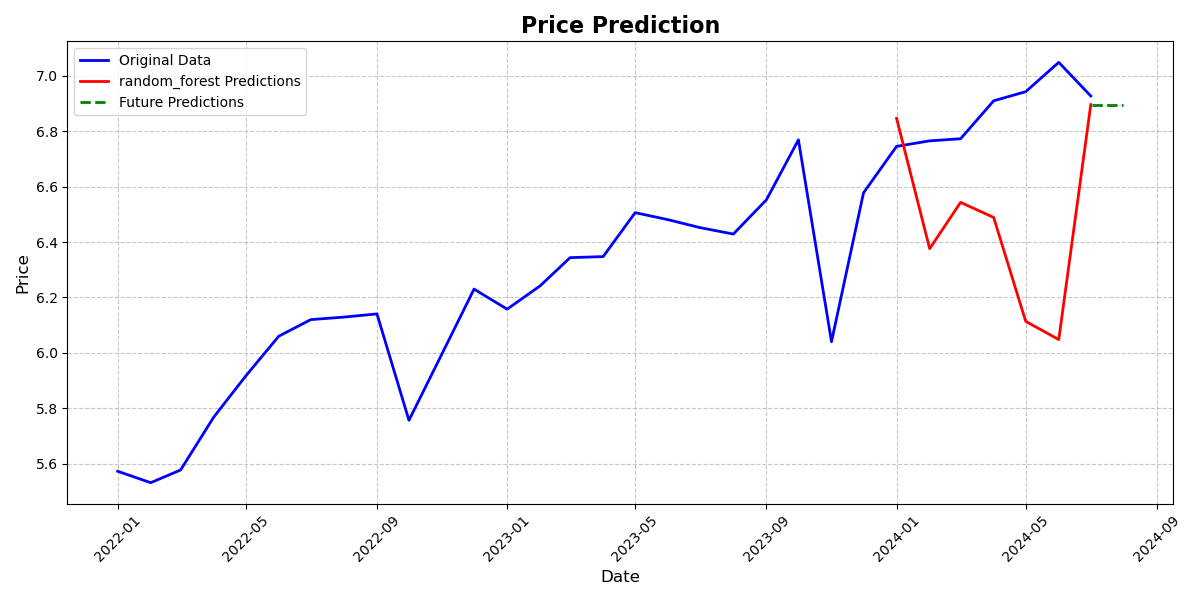 Price Prediction
Original Data
random_forest Predictions
Future Predictions
Price
7.0
6.8
6.6
6.4
6.2
6.0
5.8
5.6
2022-01
2022-05
2022-09
2023-01
2023-05
2023-09
2024-01
2024-05
2024-09
Date